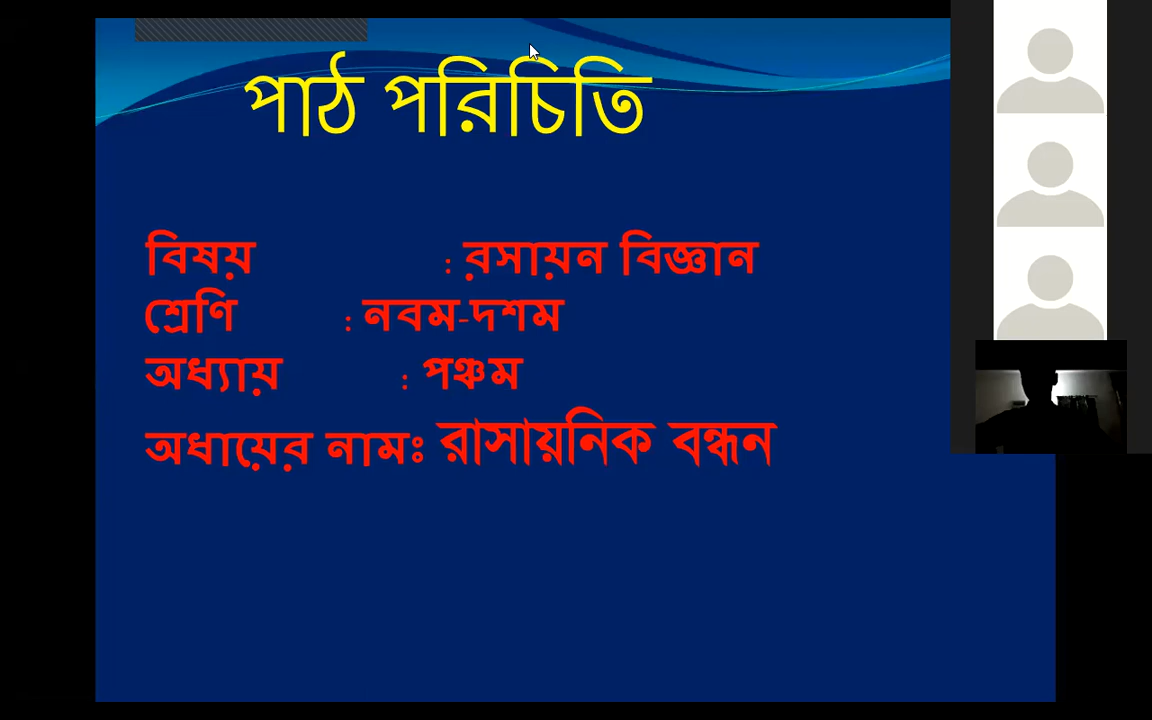 পাঠ পরিচিতি
বিষয় : রসায়ন বিজ্ঞান
শ্রেণি : নবম-দশম
অধ্যায় : পঞ্চম
অধায়ের নামঃ রাসায়নিক বন্ধন